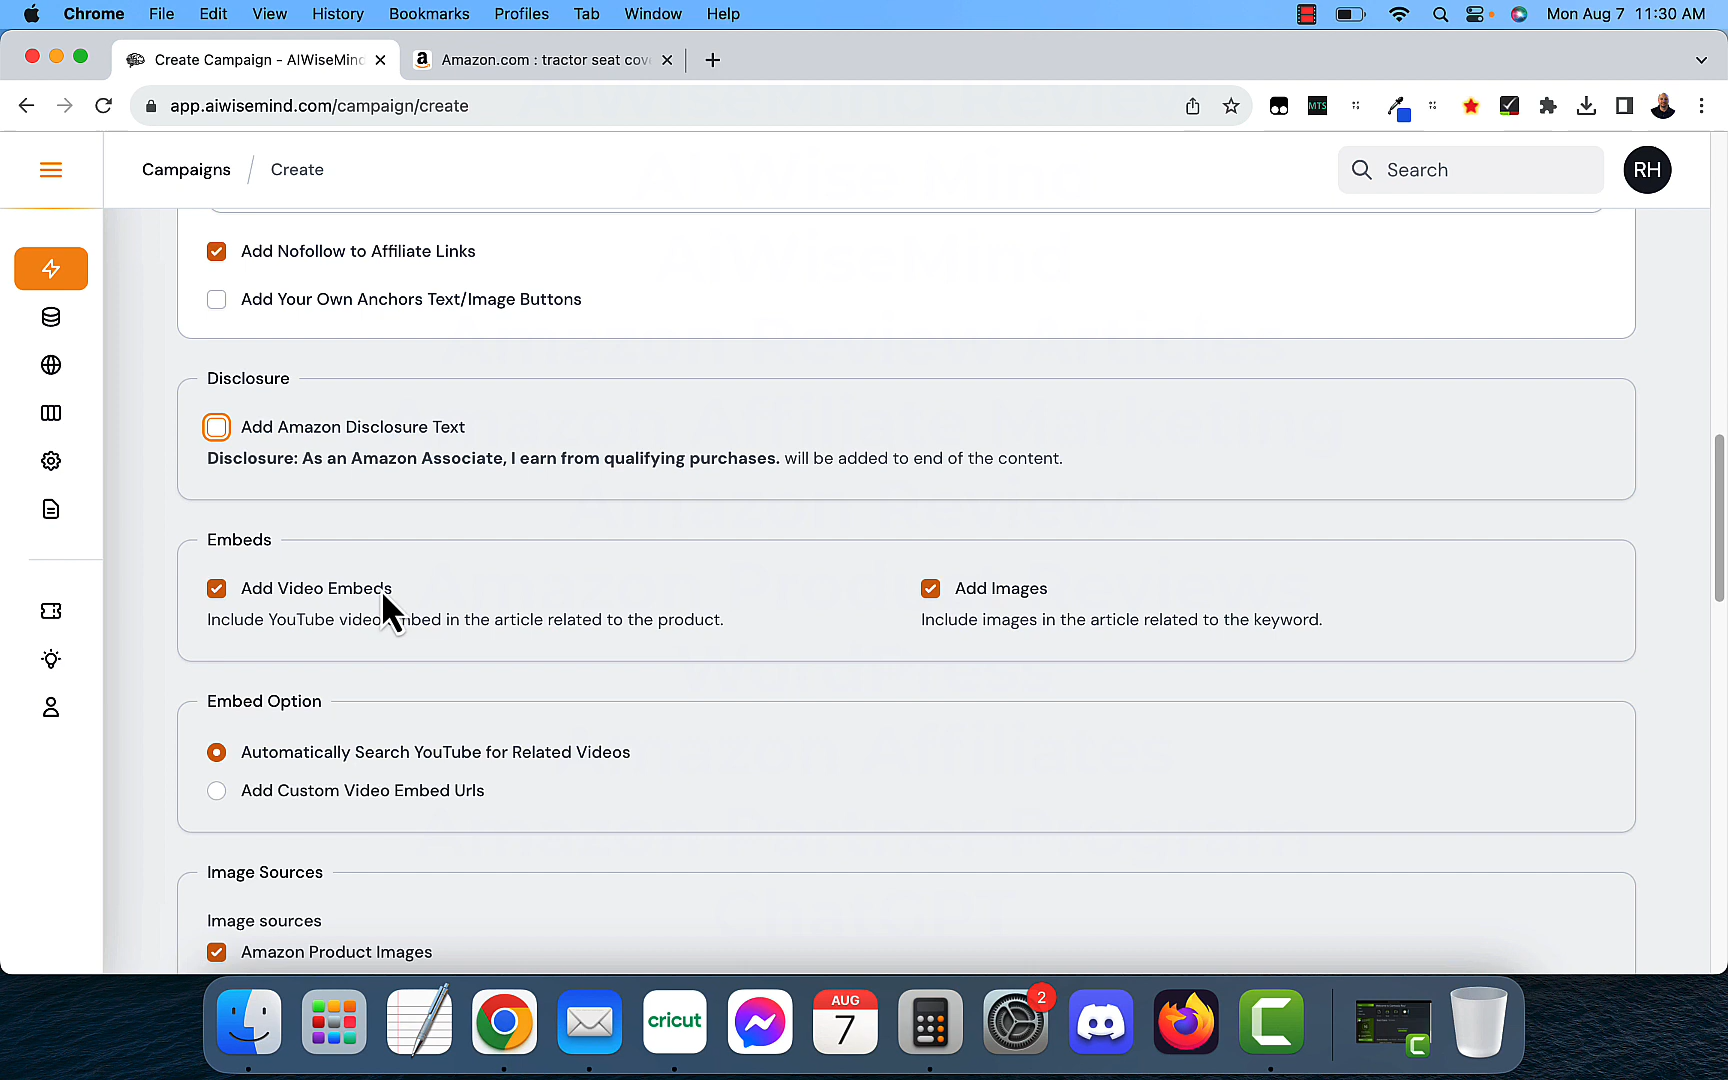 Chrome File Edit View History Bookmarks Profiles Tab Window Help Mon Aug 7 11:30 AM
Create Campaign - AIWiseMind
Amazon.com : tractor seat cov
app.aiwisemind.com/campaign/create
MTS
Campaigns / Create
Search
RH
Add Nofollow to Affiliate Links
Add Your Own Anchors Text/Image Buttons
Disclosure
Add Amazon Disclosure Text
Disclosure: As an Amazon Associate, I earn from qualifying purchases. will be added to end of the content.
Embeds
Add Video Embeds
Include YouTube video embed in the article related to the product.
Add Images
Include images in the article related to the keyword.
Embed Option
Automatically Search YouTube for Related Videos
Add Custom Video Embed Urls
Image Sources
Image sources
Amazon Product Images
cricut
AUG
7
2